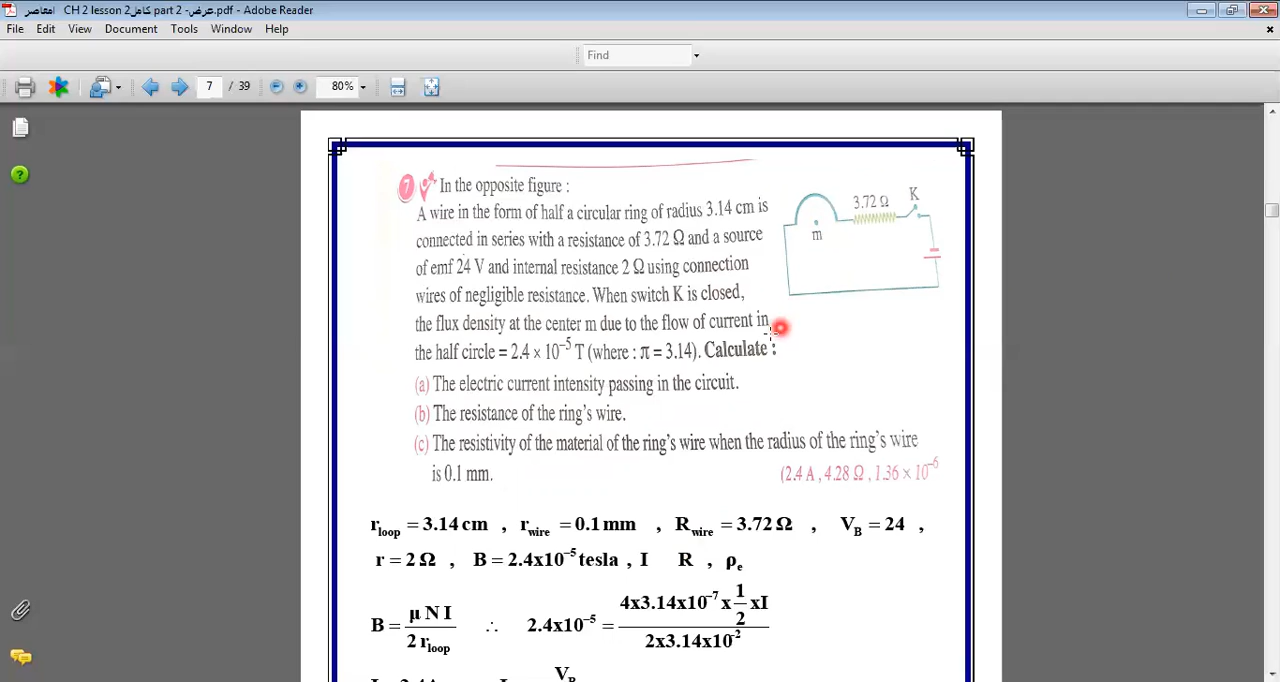 امعاصر CH 2 lesson 2كامل part 2 -عرض.pdf - Adobe Reader
File Edit View Document Tools Window Help
Find
7 / 39 80%
7 In the opposite figure :
A wire in the form of half a circular ring of radius 3.14 cm is
connected in series with a resistance of 3.72 Ω and a source
of emf 24 V and internal resistance 2 Ω using connection
wires of negligible resistance. When switch K is closed,
the flux density at the center m due to the flow of current in
the half circle = 2.4 × 10⁻⁵ T (where : π = 3.14). Calculate :
3.72 Ω K
m
(a) The electric current intensity passing in the circuit.
(b) The resistance of the ring's wire.
(c) The resistivity of the material of the ring's wire when the radius of the ring's wire
is 0.1 mm. (2.4 A , 4.28 Ω , 1.36 × 10
r_loop = 3.14 cm , r_wire = 0.1 mm , R_wire = 3.72 Ω , V_B = 24 ,
r = 2 Ω , B = 2.4x10⁻⁵ tesla , I R , ρ_e
B = μ N I / 2 r_loop ∴ 2.4x10⁻⁵ = 4x3.14x10⁻⁷ x 1/2 xI / 2x3.14x10⁻²
V_B